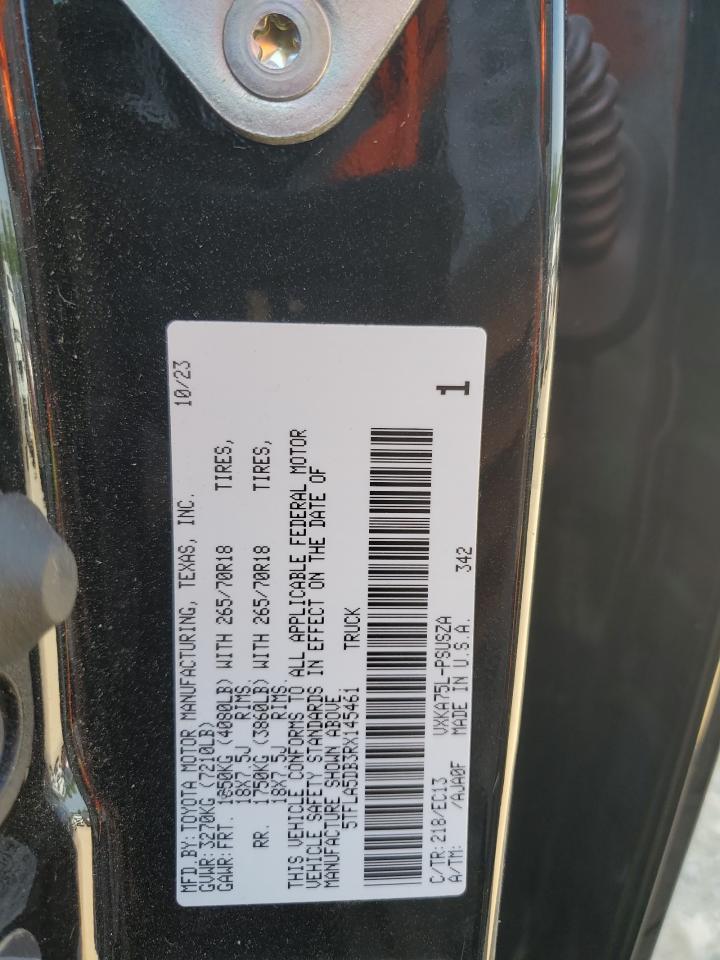 MFD BY:TOYOTA MOTOR MANUFACTURING, TEXAS, INC. 10/23
GVWR:3270KG (7210LB)
GAWR:FRT. 1850KG (4080LB) WITH 265/70R18 TIRES,
18X7.5J RIMS.
RR. 1750KG (3860LB) WITH 265/70R18 TIRES,
18X7.5J RIMS.
THIS VEHICLE CONFORMS TO ALL APPLICABLE FEDERAL MOTOR
VEHICLE SAFETY STANDARDS IN EFFECT ON THE DATE OF
MANUFACTURE SHOWN ABOVE
5TFLA5DB3RX145461 TRUCK
C/TR:218/EC13 VXKA75L-PSUSZA 342
A/TM: /AJA0F MADE IN U.S.A.
1